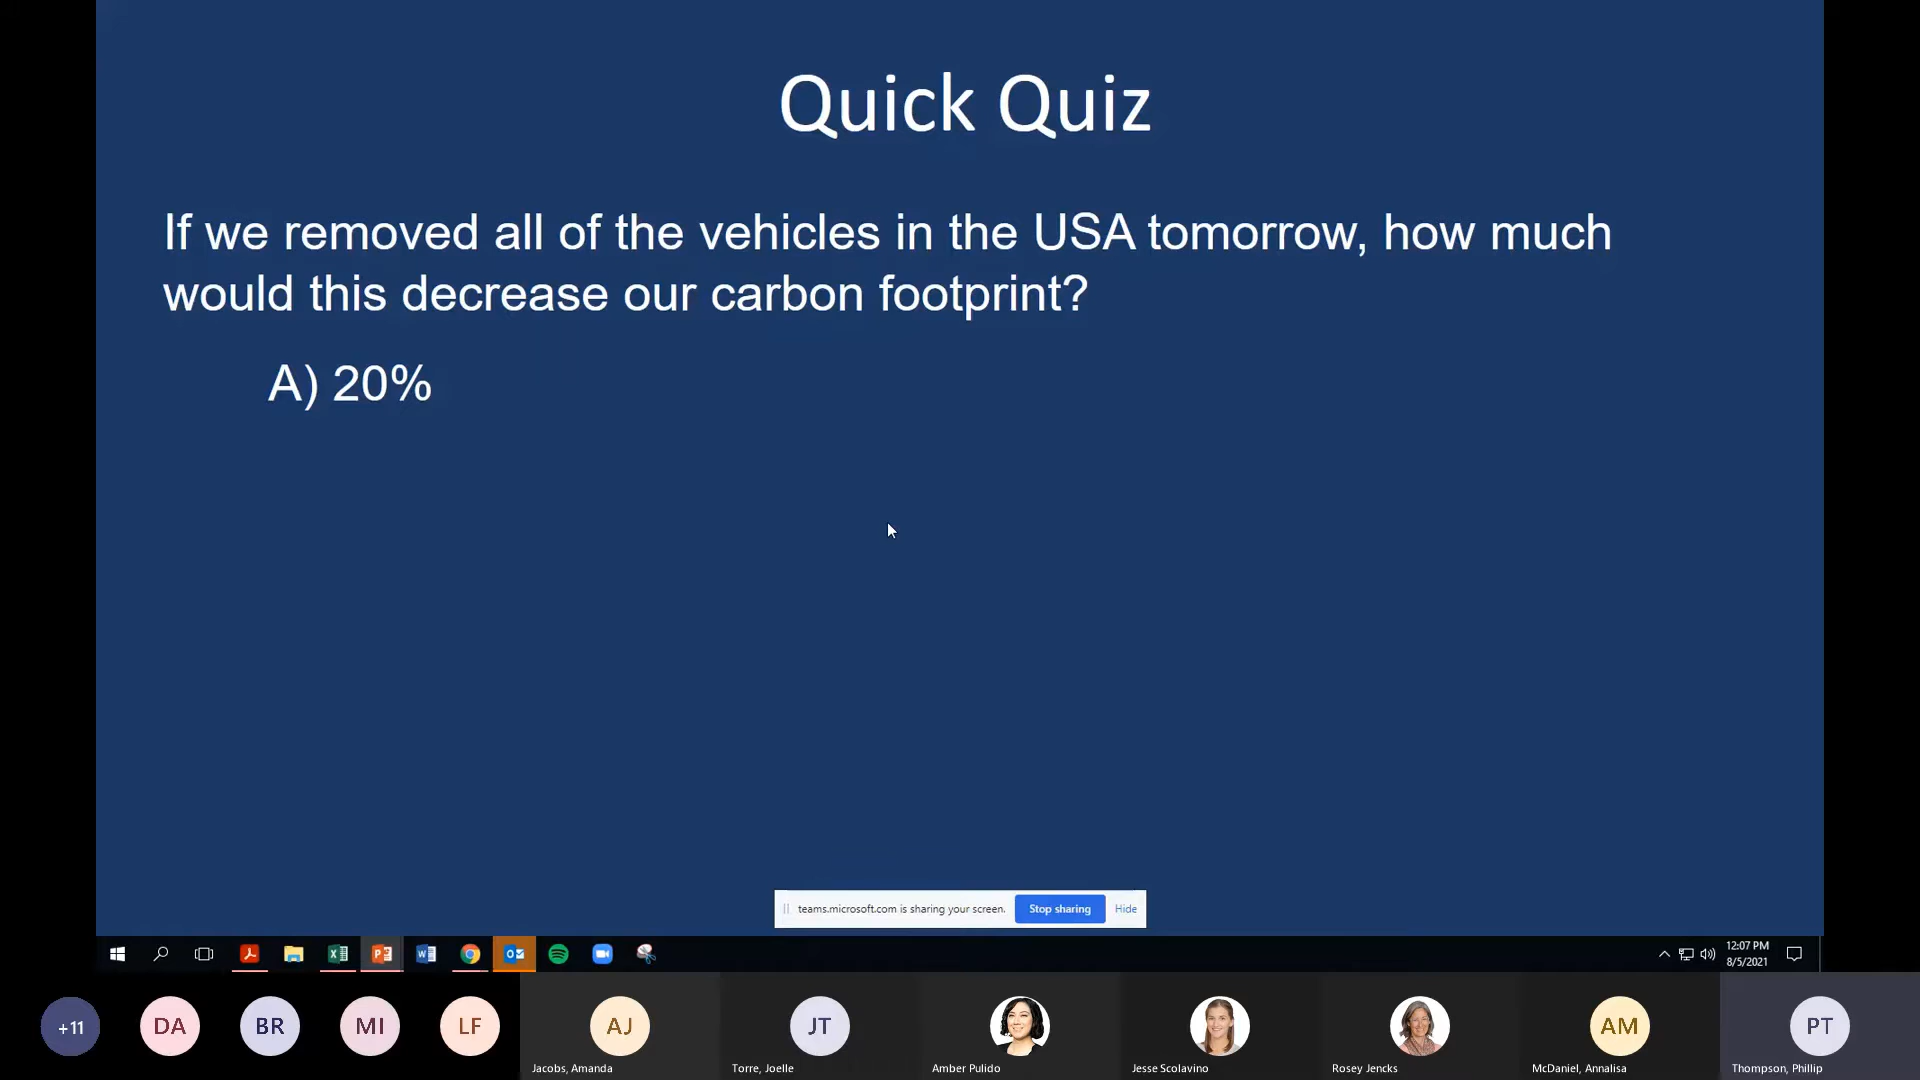 Quick Quiz
If we removed all of the vehicles in the USA tomorrow, how much
would this decrease our carbon footprint?
A) 20%
teams.microsoft.com is sharing your screen.
Stop sharing
Hide
12:07 PM
8/5/2021
+11
DA
BR
MI
LF
AJ
JT
AM
PT
Jacobs, Amanda
Torre, Joelle
Amber Pulido
Jesse Scolavino
Rosey Jencks
McDaniel, Annalisa
Thompson, Phillip